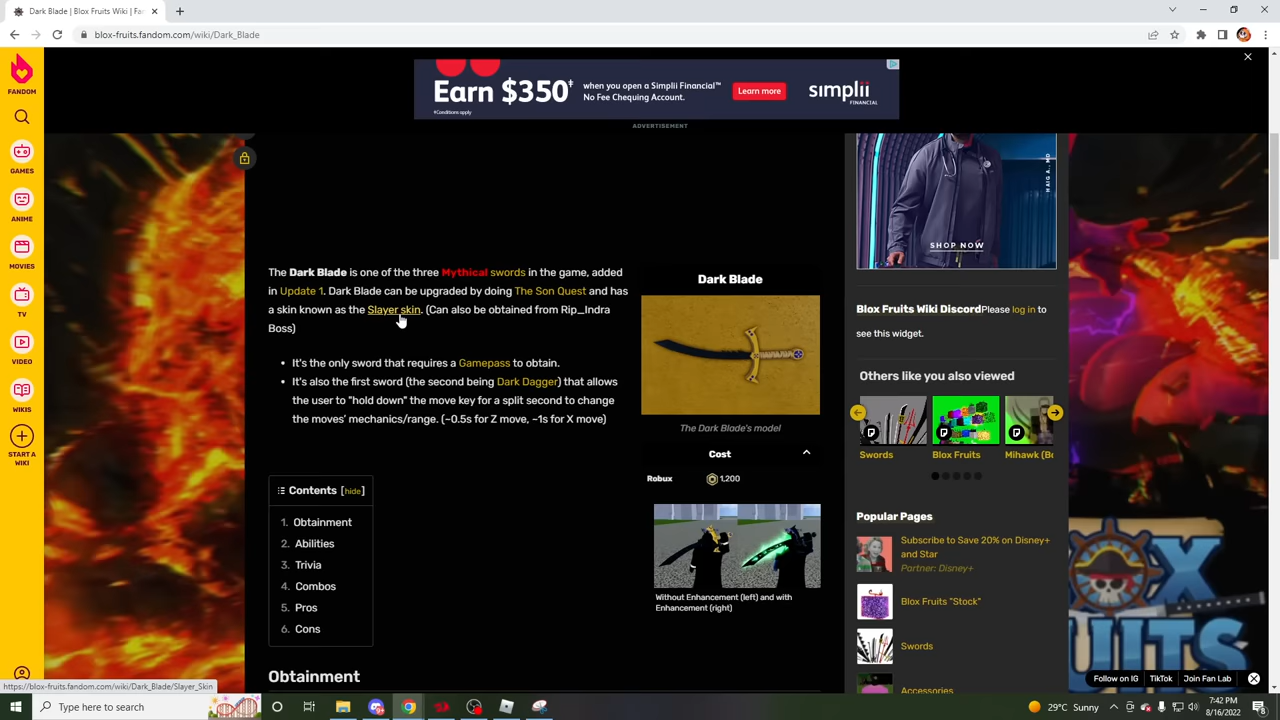 Dark Blade | Blox Fruits Wiki | Fa
blox-fruits.fandom.com/wiki/Dark_Blade
FANDOM
GAMES
ANIME
MOVIES
TV
VIDEO
WIKIS
START A
WIKI
Earn $350‡
‡Conditions apply
when you open a Simplii Financial™
No Fee Chequing Account.
Learn more
simplii
FINANCIAL
ADVERTISEMENT
HAIG A. MD
SHOP NOW
The Dark Blade is one of the three Mythical swords in the game, added
in Update 1. Dark Blade can be upgraded by doing The Son Quest and has
a skin known as the Slayer skin. (Can also be obtained from Rip_Indra
Boss)
• It's the only sword that requires a Gamepass to obtain.
• It's also the first sword (the second being Dark Dagger) that allows
the user to "hold down" the move key for a split second to change
the moves' mechanics/range. (~0.5s for Z move, ~1s for X move)
Contents [hide]
1. Obtainment
2. Abilities
3. Trivia
4. Combos
5. Pros
6. Cons
Obtainment
Dark Blade
The Dark Blade's model
Cost
Robux 1,200
Without Enhancement (left) and with
Enhancement (right)
Blox Fruits Wiki Discord Please log in to
see this widget.
Others like you also viewed
Swords
Blox Fruits
Mihawk (Bo
Popular Pages
Subscribe to Save 20% on Disney+
and Star
Partner: Disney+
Blox Fruits "Stock"
Swords
Accessories
UITS
Follow on IG
TikTok
Join Fan Lab
https://blox-fruits.fandom.com/wiki/Dark_Blade/Slayer_Skin
Type here to search
29°C Sunny
7:42 PM
8/16/2022
8